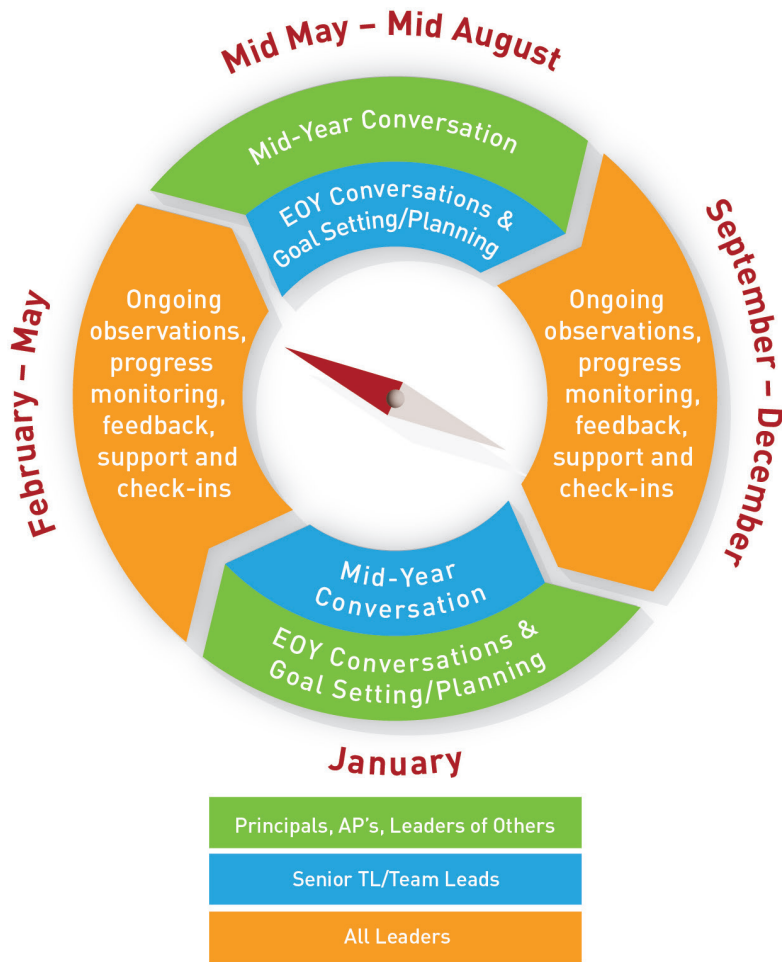 Mid May – Mid August
Mid-Year Conversation
EOY Conversations &
Goal Setting/Planning
February – May
Ongoing
observations,
progress
monitoring,
feedback,
support and
check-ins
Ongoing
observations,
progress
monitoring,
feedback,
support and
check-ins
September – December
Mid-Year
Conversation
EOY Conversations &
Goal Setting/Planning
January
Principals, AP's, Leaders of Others
Senior TL/Team Leads
All Leaders